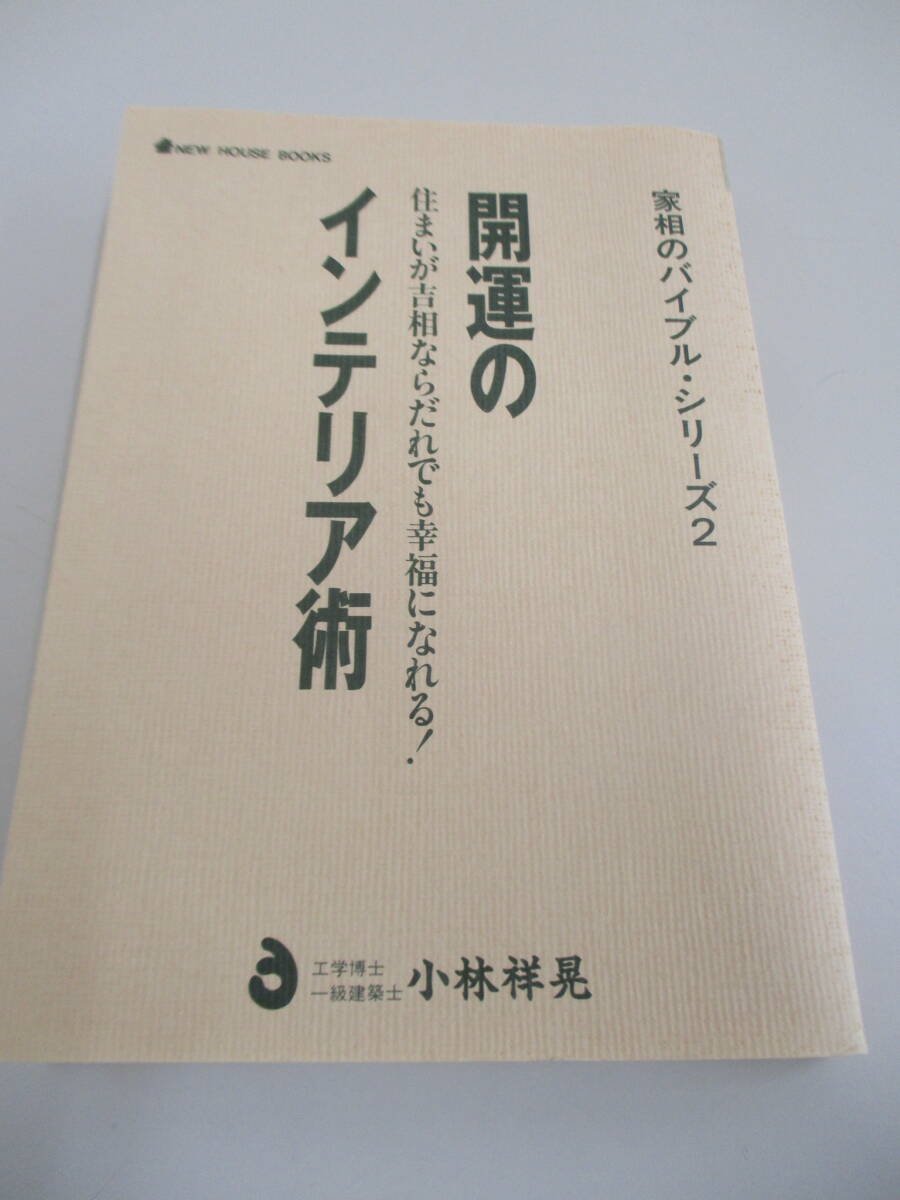 NEW HOUSE BOOKS
家相のバイブル・シリーズ2
開運の
住まいが吉相ならだれでも幸福になれる!
インテリア術
工学博士
一級建築士
小林祥晃